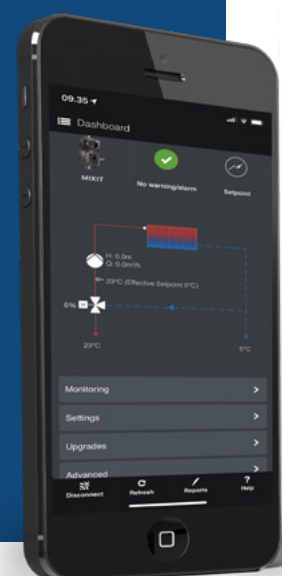 09.35
Dashboard
MIXIT
No warning/alarm
Setpoint
H: 0.0m
Q: 0.0m³/h
23°C (Effective Setpoint 0°C)
0%
23°C
0°C
Monitoring
Settings
Upgrades
Advanced
Disconnect
Refresh
Reports
?
Help